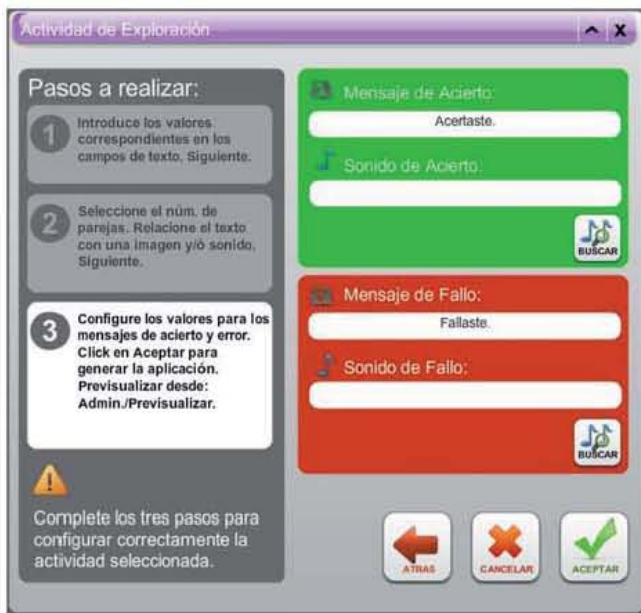 Actividad de Exploración
X
Pasos a realizar:
1
Introduce los valores
correspondientes en los
campos de texto, Siguiente.
2
Seleccione el núm. de
parejas. Relacione el texto
con una imagen y/ó sonido,
Siguiente.
3
Configure los valores para los
mensajes de acierto y error.
Click en Aceptar para
generar la aplicación.
Previsualizar desde:
Admin./Previsualizar.
Complete los tres pasos para
configurar correctamente la
actividad seleccionada.
Mensaje de Acierto:
Acertaste.
Sonido de Acierto:
BUSCAR
Mensaje de Fallo:
Fallaste.
Sonido de Fallo:
BUSCAR
ATRAS
CANCELAR
ACEPTAR